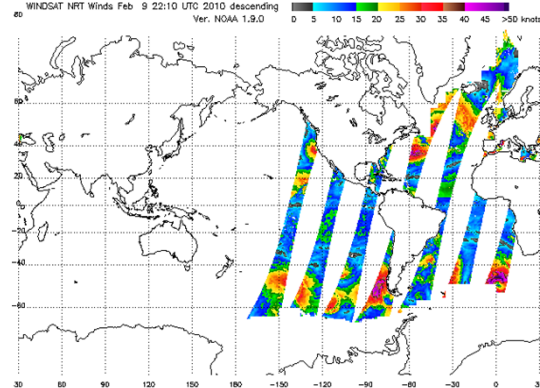 WINDSAT NRT Winds Feb 9 22:10 UTC 2010 descending
Ver. NOAA 1.9.0
0 5 10 15 20 25 30 35 40 45 >50 knots
80
60
40
20
0
−20
−40
−60
30 60 90 120 150 180 −150 −120 −90 −60 −30 0